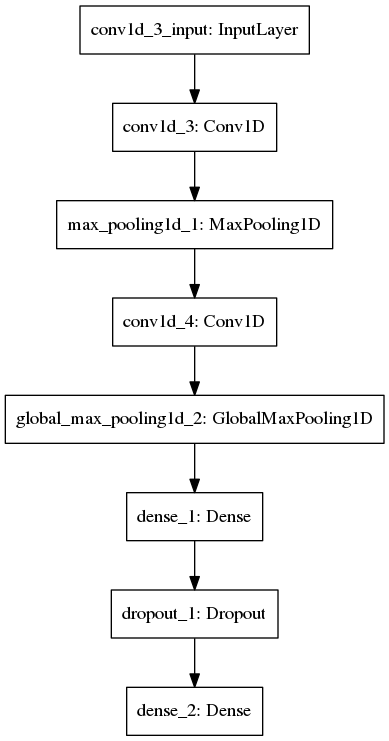 conv1d_3_input: InputLayer
conv1d_3: Conv1D
max_pooling1d_1: MaxPooling1D
conv1d_4: Conv1D
global_max_pooling1d_2: GlobalMaxPooling1D
dense_1: Dense
dropout_1: Dropout
dense_2: Dense